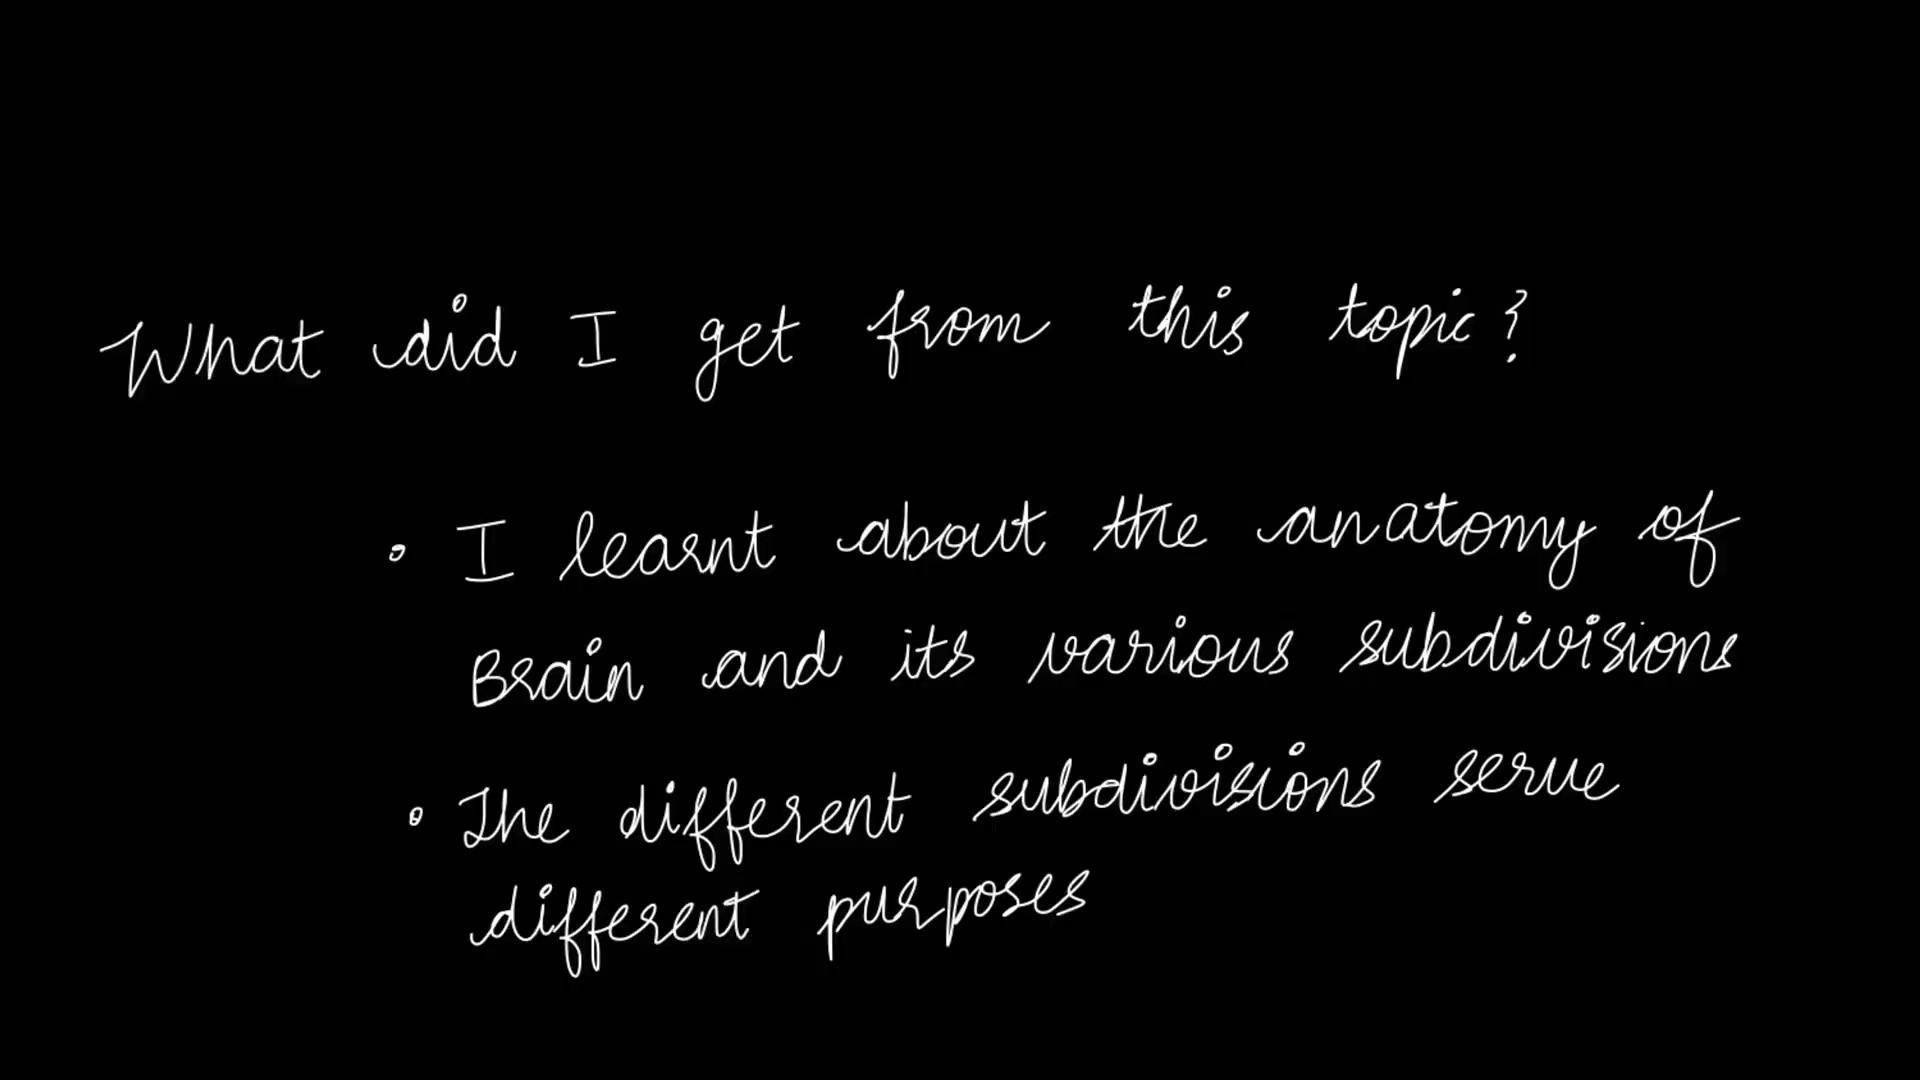 What did I get from this topic?
• I learnt about the anatomy of
Brain and its various subdivisions
• The different subdivisions serve
different purposes